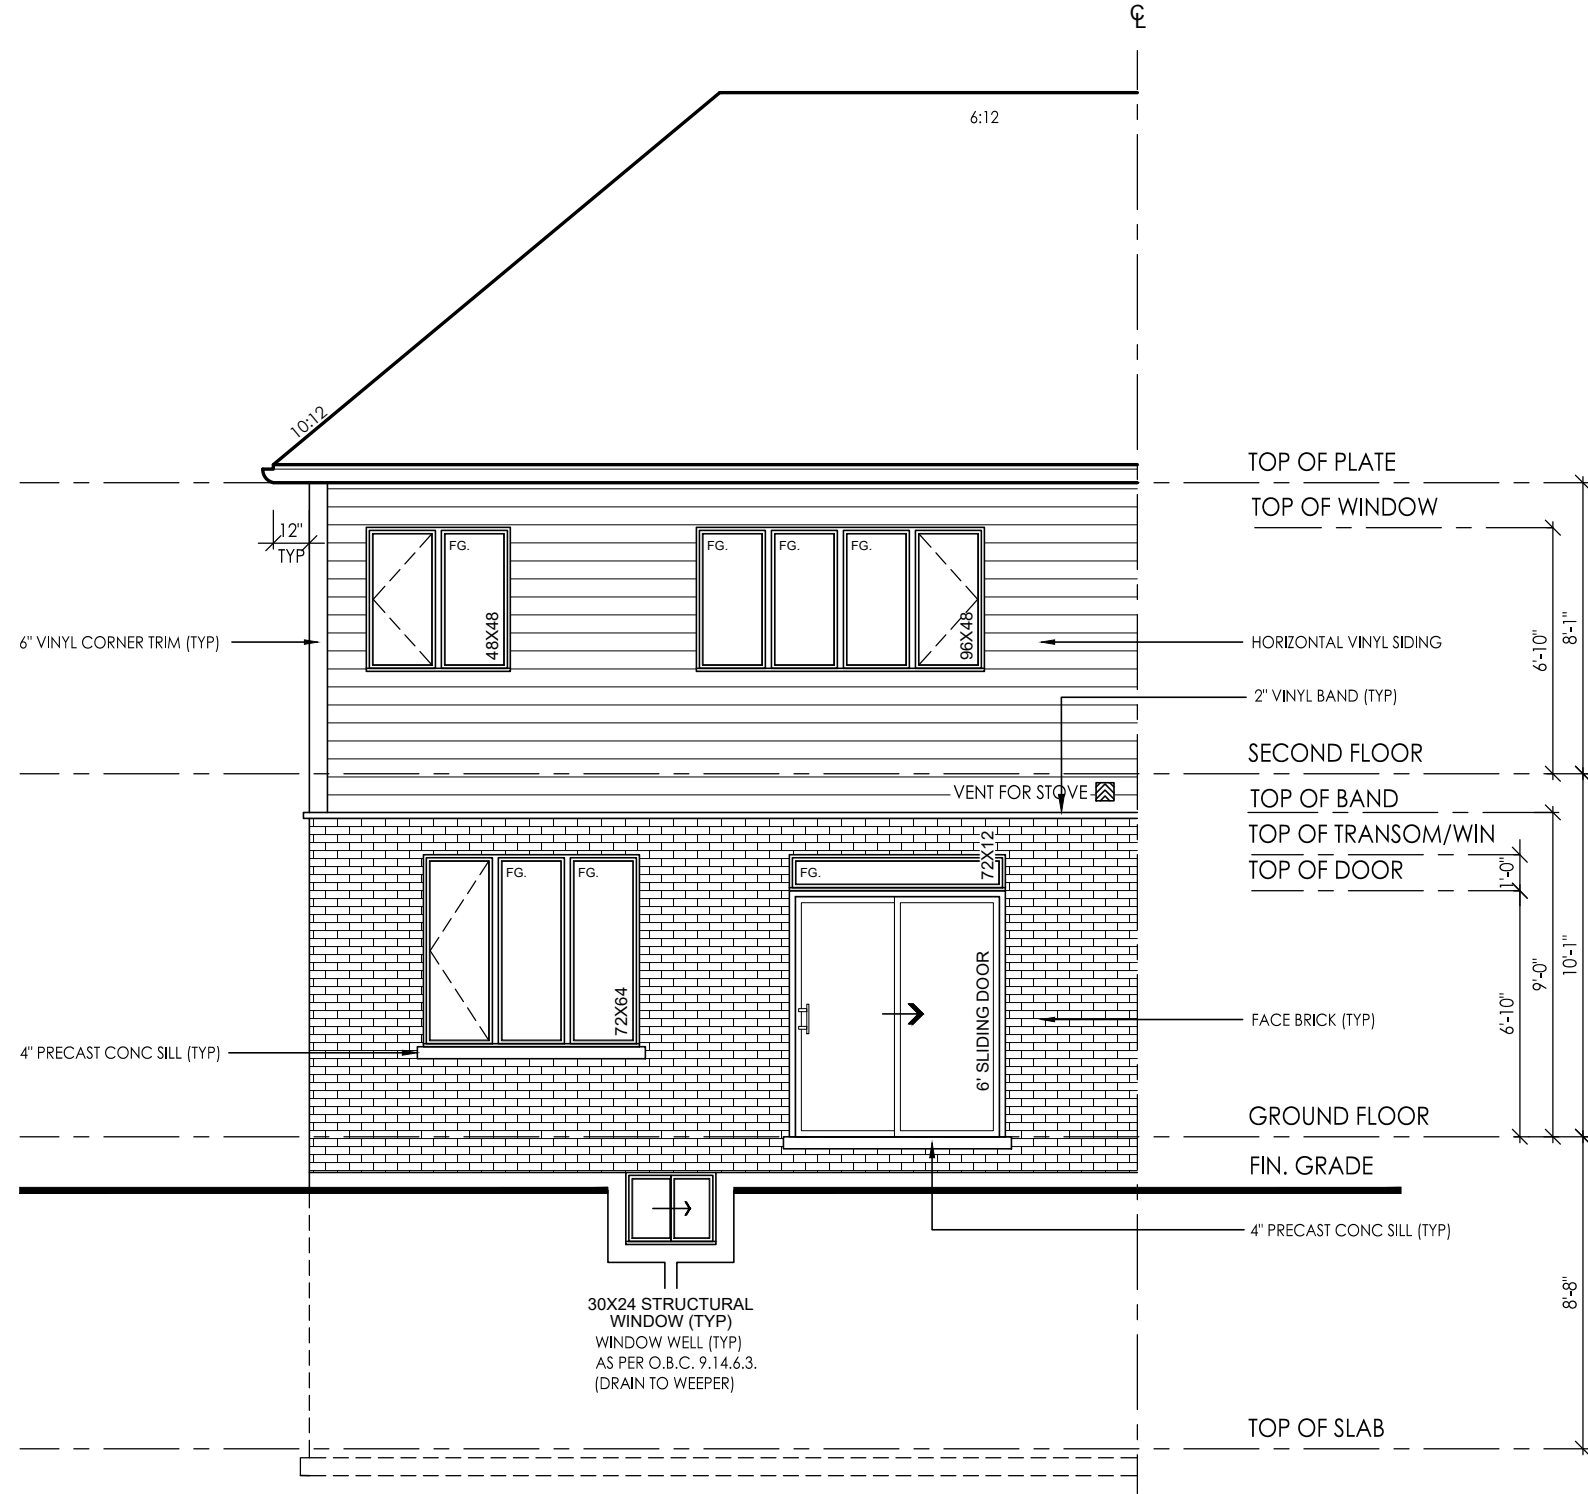 ℄
6:12
10:12
TOP OF PLATE
TOP OF WINDOW
12"
TYP
FG.
FG.
FG.
FG.
48X48
96X48
6" VINYL CORNER TRIM (TYP)
HORIZONTAL VINYL SIDING
6'-10"
8'-1"
2" VINYL BAND (TYP)
SECOND FLOOR
VENT FOR STOVE
TOP OF BAND
TOP OF TRANSOM/WIN
TOP OF DOOR
72X12
FG.
FG.
FG.
1'-0"
72X64
6' SLIDING DOOR
6'-10"
9'-0"
10'-1"
FACE BRICK (TYP)
4" PRECAST CONC SILL (TYP)
GROUND FLOOR
FIN. GRADE
4" PRECAST CONC SILL (TYP)
8'-8"
30X24 STRUCTURAL
WINDOW (TYP)
WINDOW WELL (TYP)
AS PER O.B.C. 9.14.6.3.
(DRAIN TO WEEPER)
TOP OF SLAB